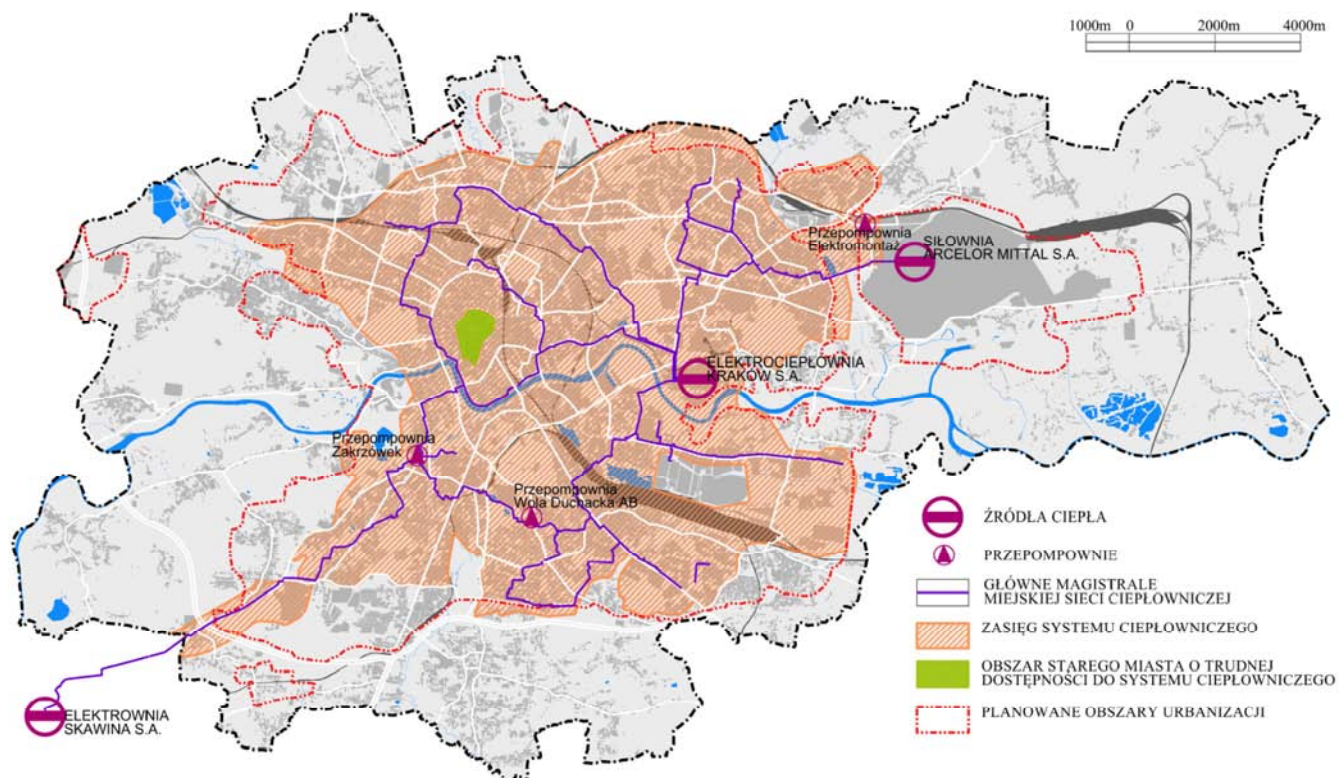 1000m 0 2000m 4000m
Przepompownia
Elektromontaż
SIŁOWNIA
ARCELOR MITTAL S.A.
ELEKTROCIEPŁOWNIA
KRAKÓW S.A.
Przepompownia
Zakrzówek
Przepompownia
Wola Duchacka AB
ELEKTROWNIA
SKAWINA S.A.
ŹRÓDŁA CIEPŁA
PRZEPOMPOWNIE
GŁÓWNE MAGISTRALE
MIEJSKIEJ SIECI CIEPŁOWNICZEJ
ZASIĘG SYSTEMU CIEPŁOWNICZEGO
OBSZAR STAREGO MIASTA O TRUDNEJ
DOSTĘPNOŚCI DO SYSTEMU CIEPŁOWNICZEGO
PLANOWANE OBSZARY URBANIZACJI